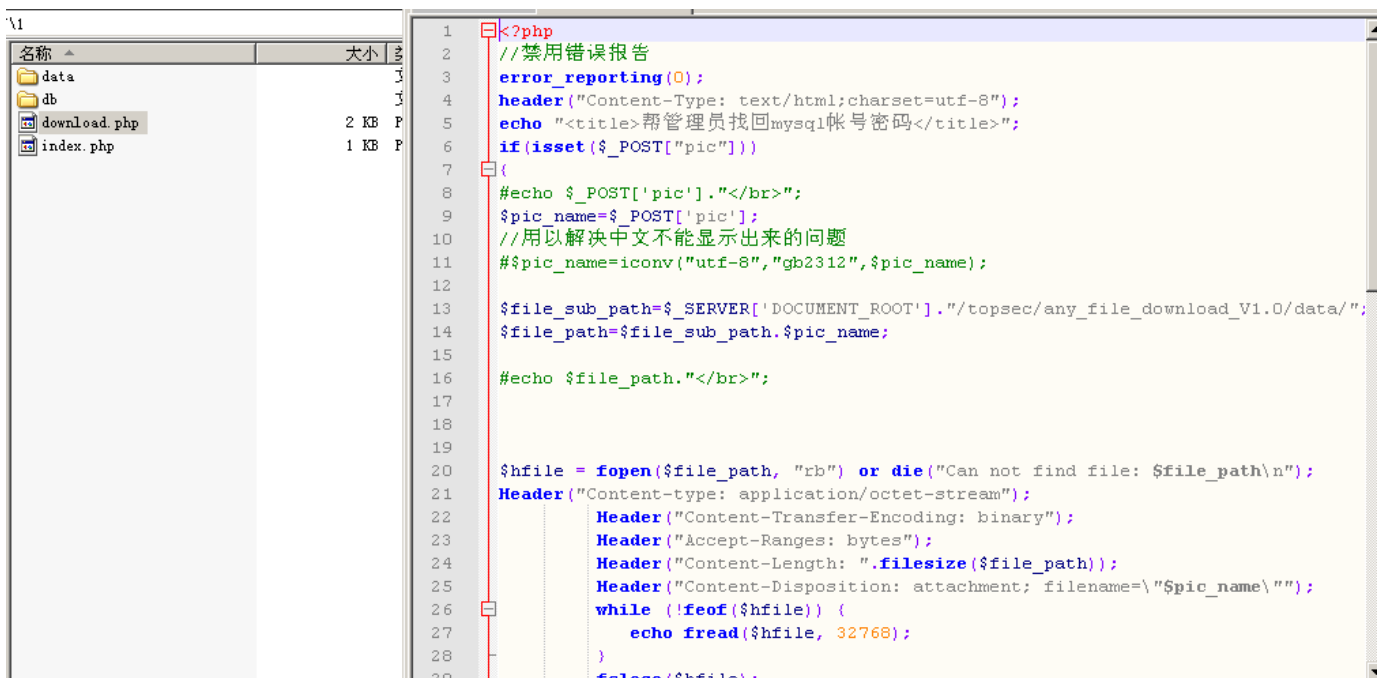 \1
名称 大小
data
db
download.php 2 KB P
index.php 1 KB P
1 <?php
2 //禁用错误报告
3 error_reporting(0);
4 header("Content-Type: text/html;charset=utf-8");
5 echo "<title>帮管理员找回mysql帐号密码</title>";
6 if(isset($_POST["pic"]))
7 {
8 #echo $_POST['pic']."</br>";
9 $pic_name=$_POST['pic'];
10 //用以解决中文不能显示出来的问题
11 #$pic_name=iconv("utf-8","gb2312",$pic_name);
12
13 $file_sub_path=$_SERVER['DOCUMENT_ROOT']."/topsec/any_file_download_V1.0/data/";
14 $file_path=$file_sub_path.$pic_name;
15
16 #echo $file_path."</br>";
17
18
19
20 $hfile = fopen($file_path, "rb") or die("Can not find file: $file_path\n");
21 Header("Content-type: application/octet-stream");
22 Header("Content-Transfer-Encoding: binary");
23 Header("Accept-Ranges: bytes");
24 Header("Content-Length: ".filesize($file_path));
25 Header("Content-Disposition: attachment; filename=\"$pic_name\"");
26 while (!feof($hfile)) {
27 echo fread($hfile, 32768);
28 }
29 fclose($hfile);